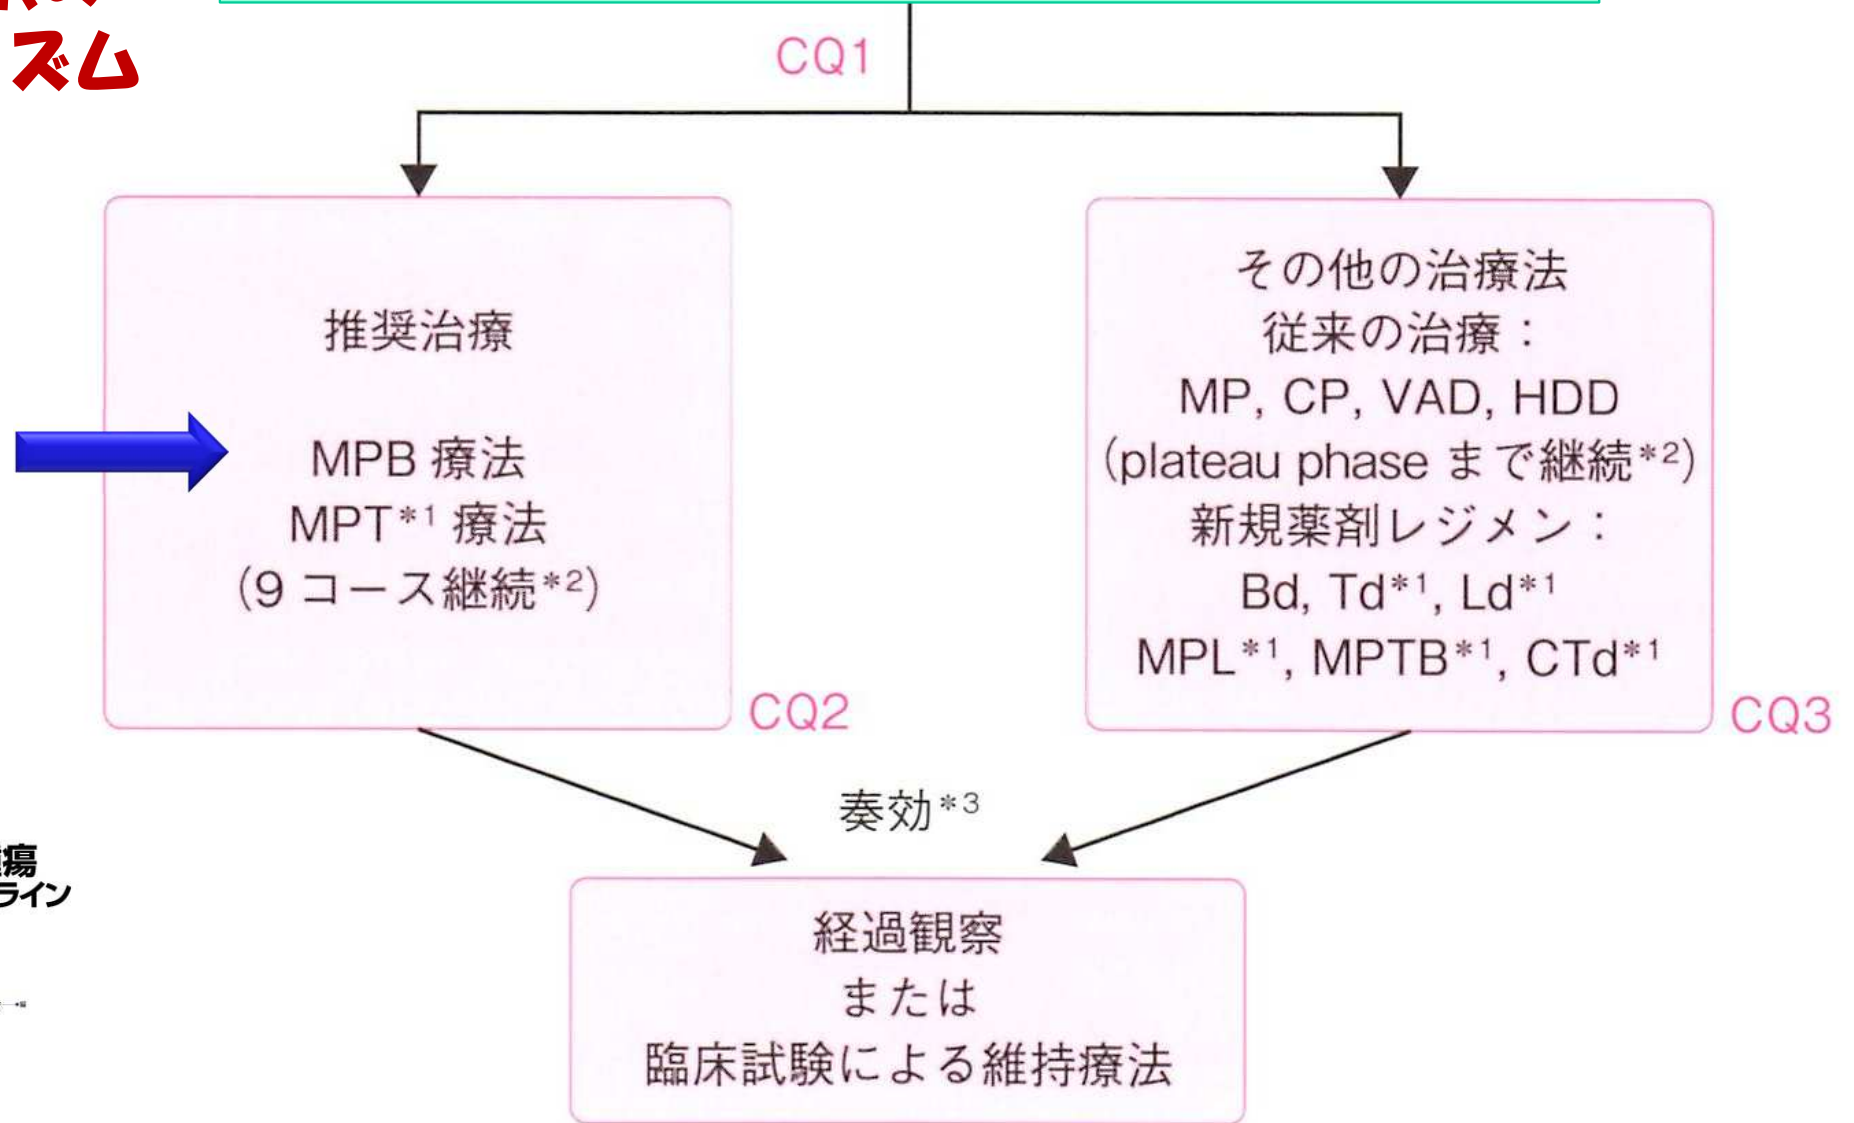 ズム
CQ1
推奨治療
MPB 療法
MPT*1 療法
(9 コース継続*2)
CQ2
その他の治療法
従来の治療：
MP, CP, VAD, HDD
(plateau phase まで継続*2)
新規薬剤レジメン：
Bd, Td*1, Ld*1
MPL*1, MPTB*1, CTd*1
CQ3
奏効*3
瘍
ライン
経過観察
または
臨床試験による維持療法